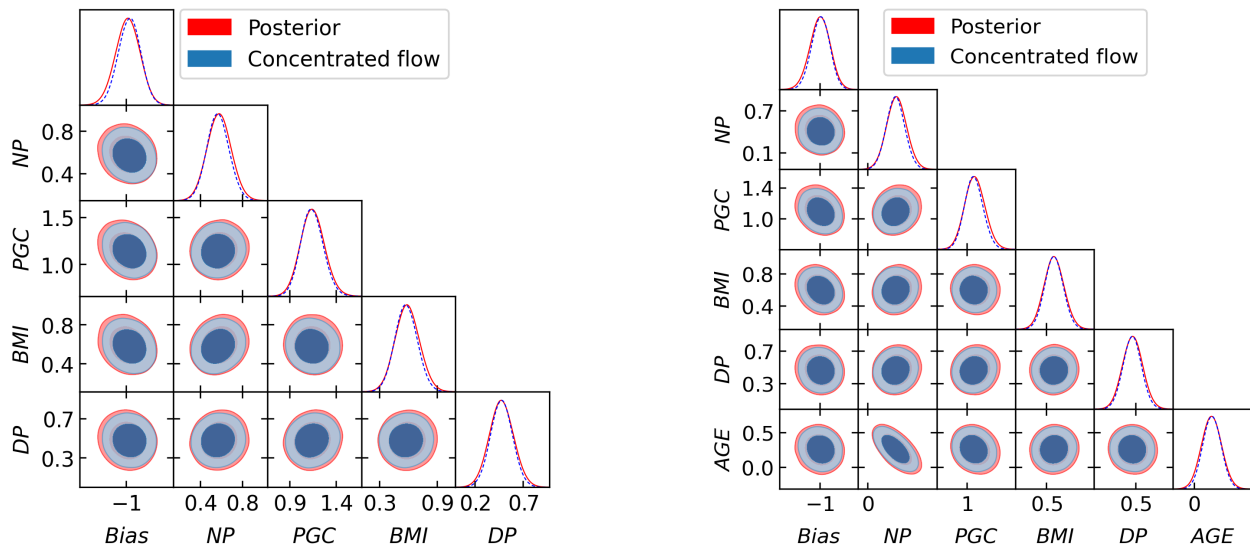 Posterior
Concentrated flow
NP
0.8
0.4
PGC
1.5
1.0
BMI
0.8
0.4
DP
0.7
0.3
−1
0.4 0.8
0.9 1.4
0.3 0.9
0.2 0.7
Bias NP PGC BMI DP
Posterior
Concentrated flow
NP
0.7
0.1
PGC
1.4
1.0
BMI
0.8
0.4
DP
0.7
0.3
AGE
0.5
0.0
−1 0 1 0.5 0.5 0
Bias NP PGC BMI DP AGE